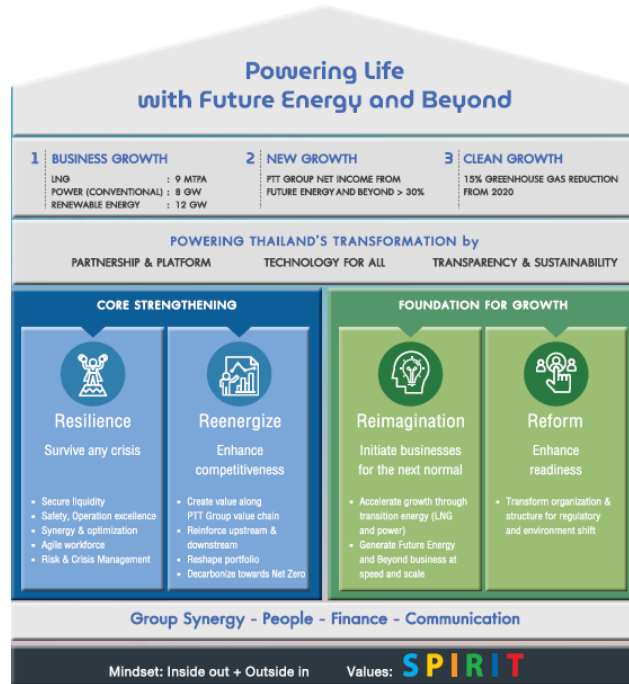 Powering Life
with Future Energy and Beyond
1 BUSINESS GROWTH
LNG : 9 MTPA
POWER (CONVENTIONAL) : 8 GW
RENEWABLE ENERGY : 12 GW
2 NEW GROWTH
PTT GROUP NET INCOME FROM
FUTURE ENERGY AND BEYOND > 30%
3 CLEAN GROWTH
15% GREENHOUSE GAS REDUCTION
FROM 2020
POWERING THAILAND'S TRANSFORMATION by
PARTNERSHIP & PLATFORM TECHNOLOGY FOR ALL TRANSPARENCY & SUSTAINABILITY
CORE STRENGTHENING
Resilience
Survive any crisis
• Secure liquidity
• Safety, Operation excellence
• Synergy & optimization
• Agile workforce
• Risk & Crisis Management
Reenergize
Enhance
competitiveness
• Create value along
PTT Group value chain
• Reinforce upstream &
downstream
• Reshape portfolio
• Decarbonize towards Net Zero
FOUNDATION FOR GROWTH
Reimagination
Initiate businesses
for the next normal
• Accelerate growth through
transition energy (LNG
and power)
• Generate Future Energy
and Beyond business at
speed and scale
Reform
Enhance
readiness
• Transform organization &
structure for regulatory
and environment shift
Group Synergy - People - Finance - Communication
Mindset: Inside out + Outside in Values: SPIRIT